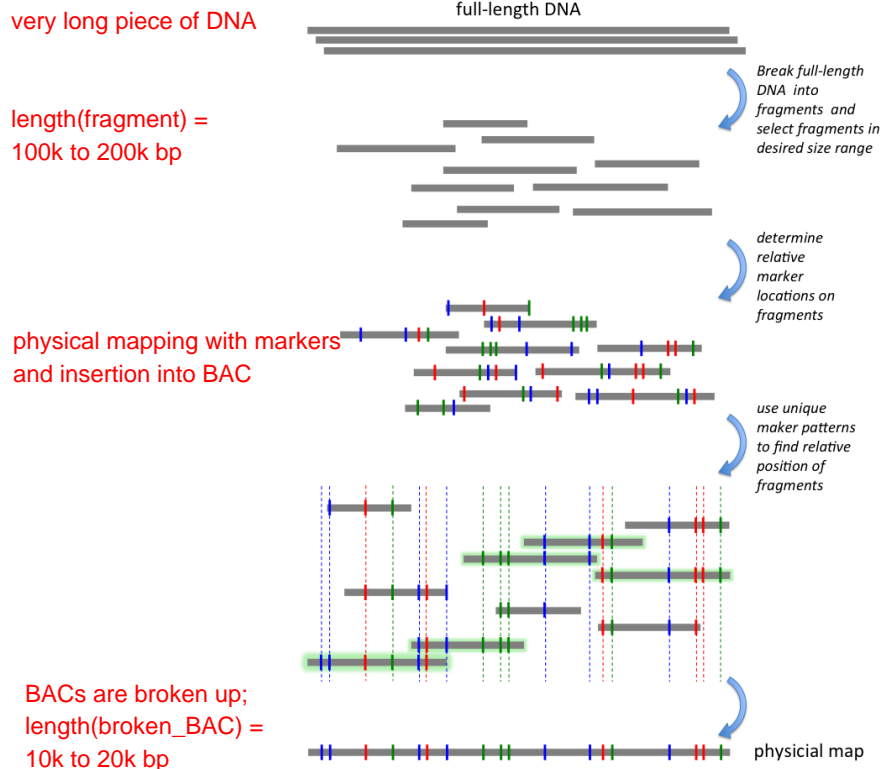 very long piece of DNA
full-length DNA
Break full-length
DNA into
fragments and
select fragments in
desired size range
length(fragment) =
100k to 200k bp
determine
relative
marker
locations on
fragments
physical mapping with markers
and insertion into BAC
use unique
maker patterns
to find relative
position of
fragments
BACs are broken up;
length(broken_BAC) =
10k to 20k bp
physicial map